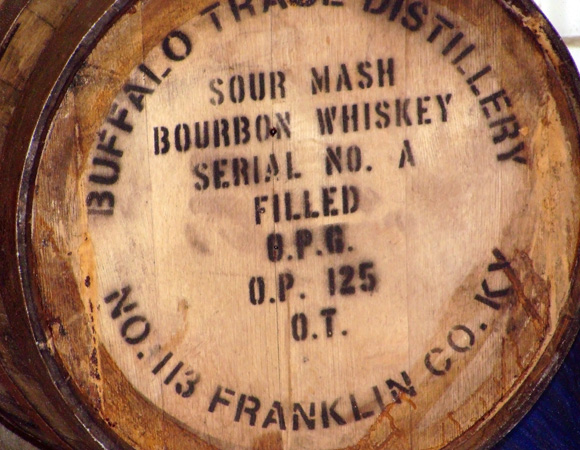 BUFFALO TRACE DISTILLERY
SOUR MASH
BOURBON WHISKEY
SERIAL NO. A
FILLED
O.P.G.
O.P. 125
O.T.
NO. 113 FRANKLIN CO. KY